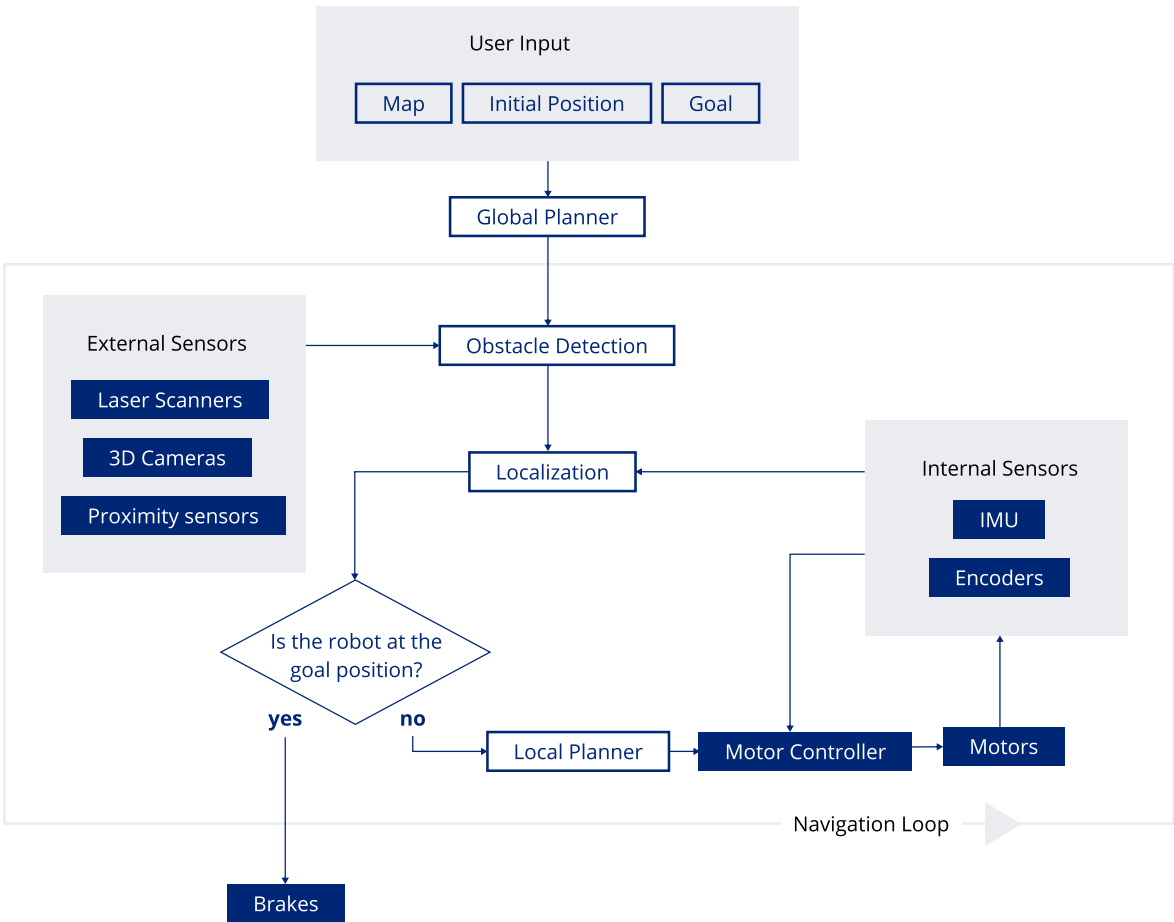 User Input
Map
Initial Position
Goal
Global Planner
External Sensors
Laser Scanners
3D Cameras
Proximity sensors
Obstacle Detection
Localization
Internal Sensors
IMU
Encoders
Is the robot at the
goal position?
yes
no
Local Planner
Motor Controller
Motors
Navigation Loop
Brakes